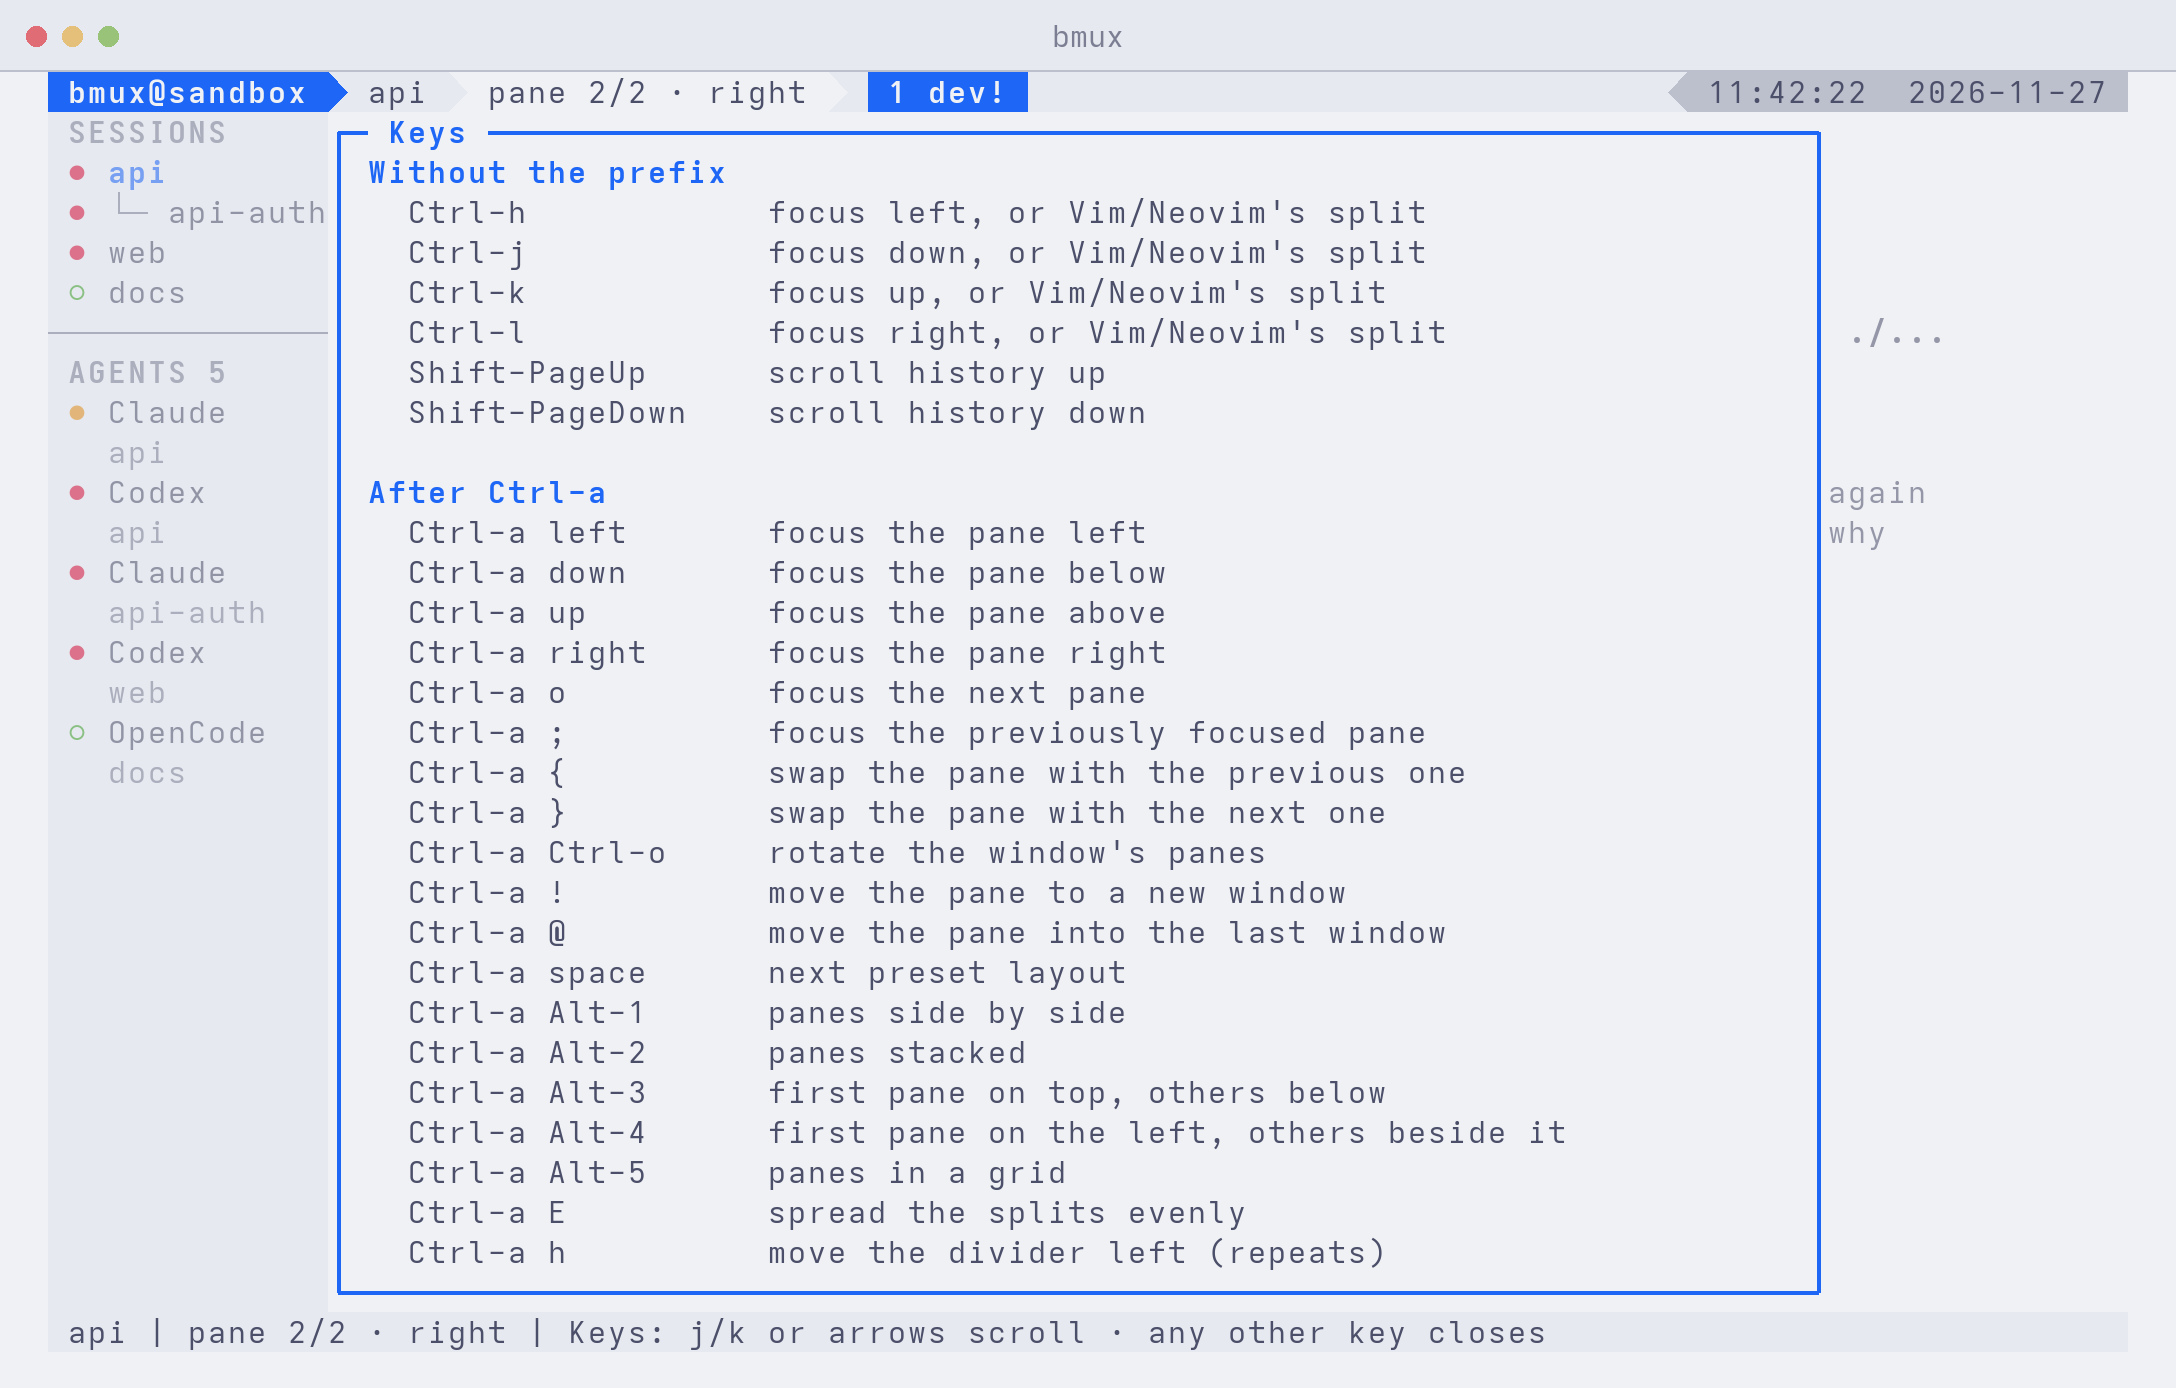 bmux
bmux@sandbox api pane 2/2 · right 1 dev! 11:42:22 2026-11-27
SESSIONS
● api
● └─ api-auth
● web
○ docs
AGENTS 5
● Claude
api
● Codex
api
● Claude
api-auth
● Codex
web
○ OpenCode
docs
Keys
Without the prefix
Ctrl-h focus left, or Vim/Neovim's split
Ctrl-j focus down, or Vim/Neovim's split
Ctrl-k focus up, or Vim/Neovim's split
Ctrl-l focus right, or Vim/Neovim's split
Shift-PageUp scroll history up
Shift-PageDown scroll history down
After Ctrl-a
Ctrl-a left focus the pane left
Ctrl-a down focus the pane below
Ctrl-a up focus the pane above
Ctrl-a right focus the pane right
Ctrl-a o focus the next pane
Ctrl-a ; focus the previously focused pane
Ctrl-a { swap the pane with the previous one
Ctrl-a } swap the pane with the next one
Ctrl-a Ctrl-o rotate the window's panes
Ctrl-a ! move the pane to a new window
Ctrl-a @ move the pane into the last window
Ctrl-a space next preset layout
Ctrl-a Alt-1 panes side by side
Ctrl-a Alt-2 panes stacked
Ctrl-a Alt-3 first pane on top, others below
Ctrl-a Alt-4 first pane on the left, others beside it
Ctrl-a Alt-5 panes in a grid
Ctrl-a E spread the splits evenly
Ctrl-a h move the divider left (repeats)
./...
again
why
api | pane 2/2 · right | Keys: j/k or arrows scroll · any other key closes